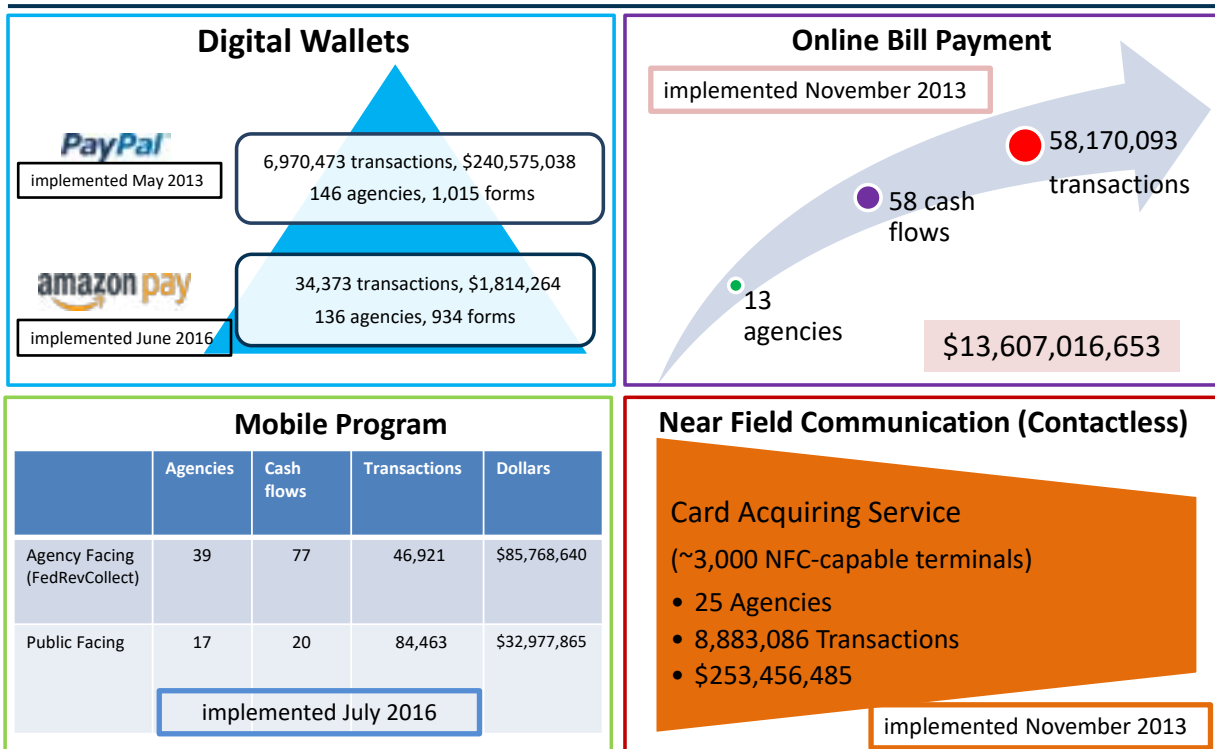 Digital Wallets
PayPal™
implemented May 2013
6,970,473 transactions, $240,575,038
146 agencies, 1,015 forms
amazon pay
implemented June 2016
34,373 transactions, $1,814,264
136 agencies, 934 forms
Online Bill Payment
implemented November 2013
58,170,093
transactions
58 cash
flows
13
agencies
$13,607,016,653
Mobile Program
Agencies Cash Transactions Dollars
flows
Agency Facing 39 77 46,921 $85,768,640
(FedRevCollect)
Public Facing 17 20 84,463 $32,977,865
implemented July 2016
Near Field Communication (Contactless)
Card Acquiring Service
(~3,000 NFC-capable terminals)
• 25 Agencies
• 8,883,086 Transactions
• $253,456,485
implemented November 2013